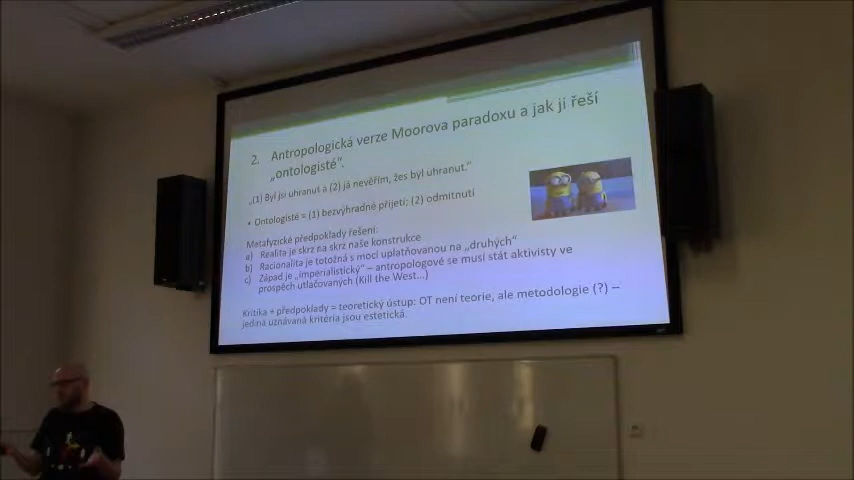 2. Antropologická verze Moorova paradoxu a jak ji řeší
„ontologisté“.
„(1) Byl jsi uhranut a (2) já nevěřím, žes byl uhranut.“
• Ontologisté = (1) bezvýhradné přijetí; (2) odmítnutí
Metafyzické předpoklady řešení:
a) Realita je skrz na skrz naše konstrukce
b) Racionalita je totožná s mocí uplatňovanou na „druhých“
c) Západ je „imperialistický“ – antropologové se musí stát aktivisty ve
prospěch utlačovaných (Kill the West...)
Kritika + předpoklady = teoretický ústup: OT není teorie, ale metodologie (?) –
jediná uznávaná kritéria jsou estetická.